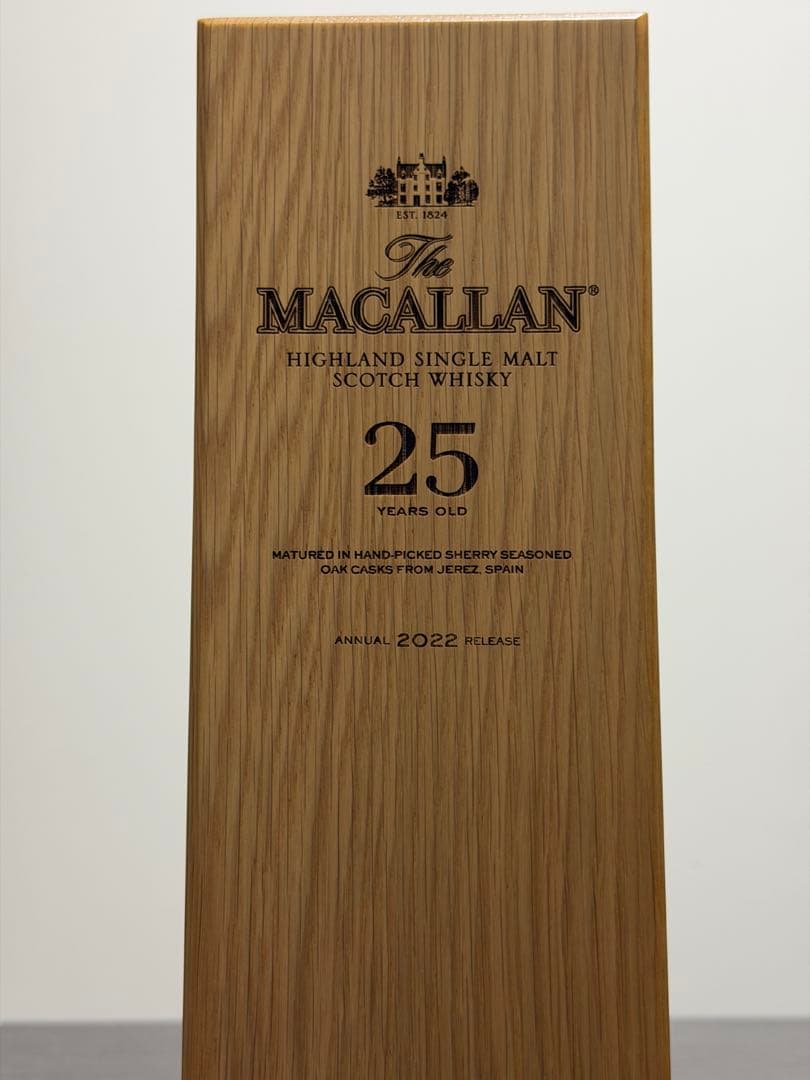 EST. 1824
The
MACALLAN®
HIGHLAND SINGLE MALT
SCOTCH WHISKY
25
YEARS OLD
MATURED IN HAND-PICKED SHERRY SEASONED
OAK CASKS FROM JEREZ, SPAIN
ANNUAL 2022 RELEASE